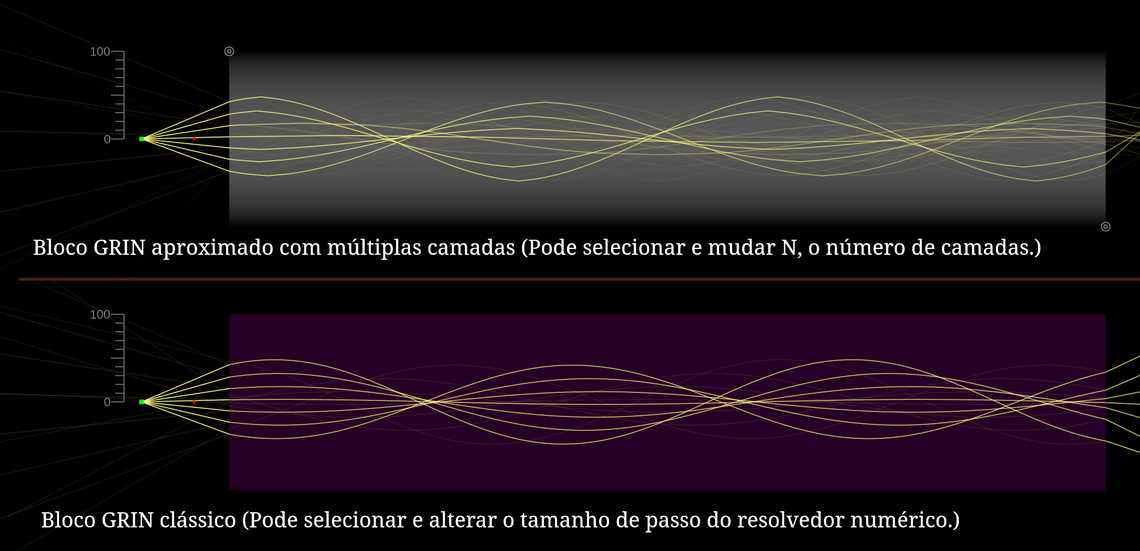 100
0
Bloco GRIN aproximado com múltiplas camadas (Pode selecionar e mudar N, o número de camadas.)
100
0
Bloco GRIN clássico (Pode selecionar e alterar o tamanho de passo do resolvedor numérico.)